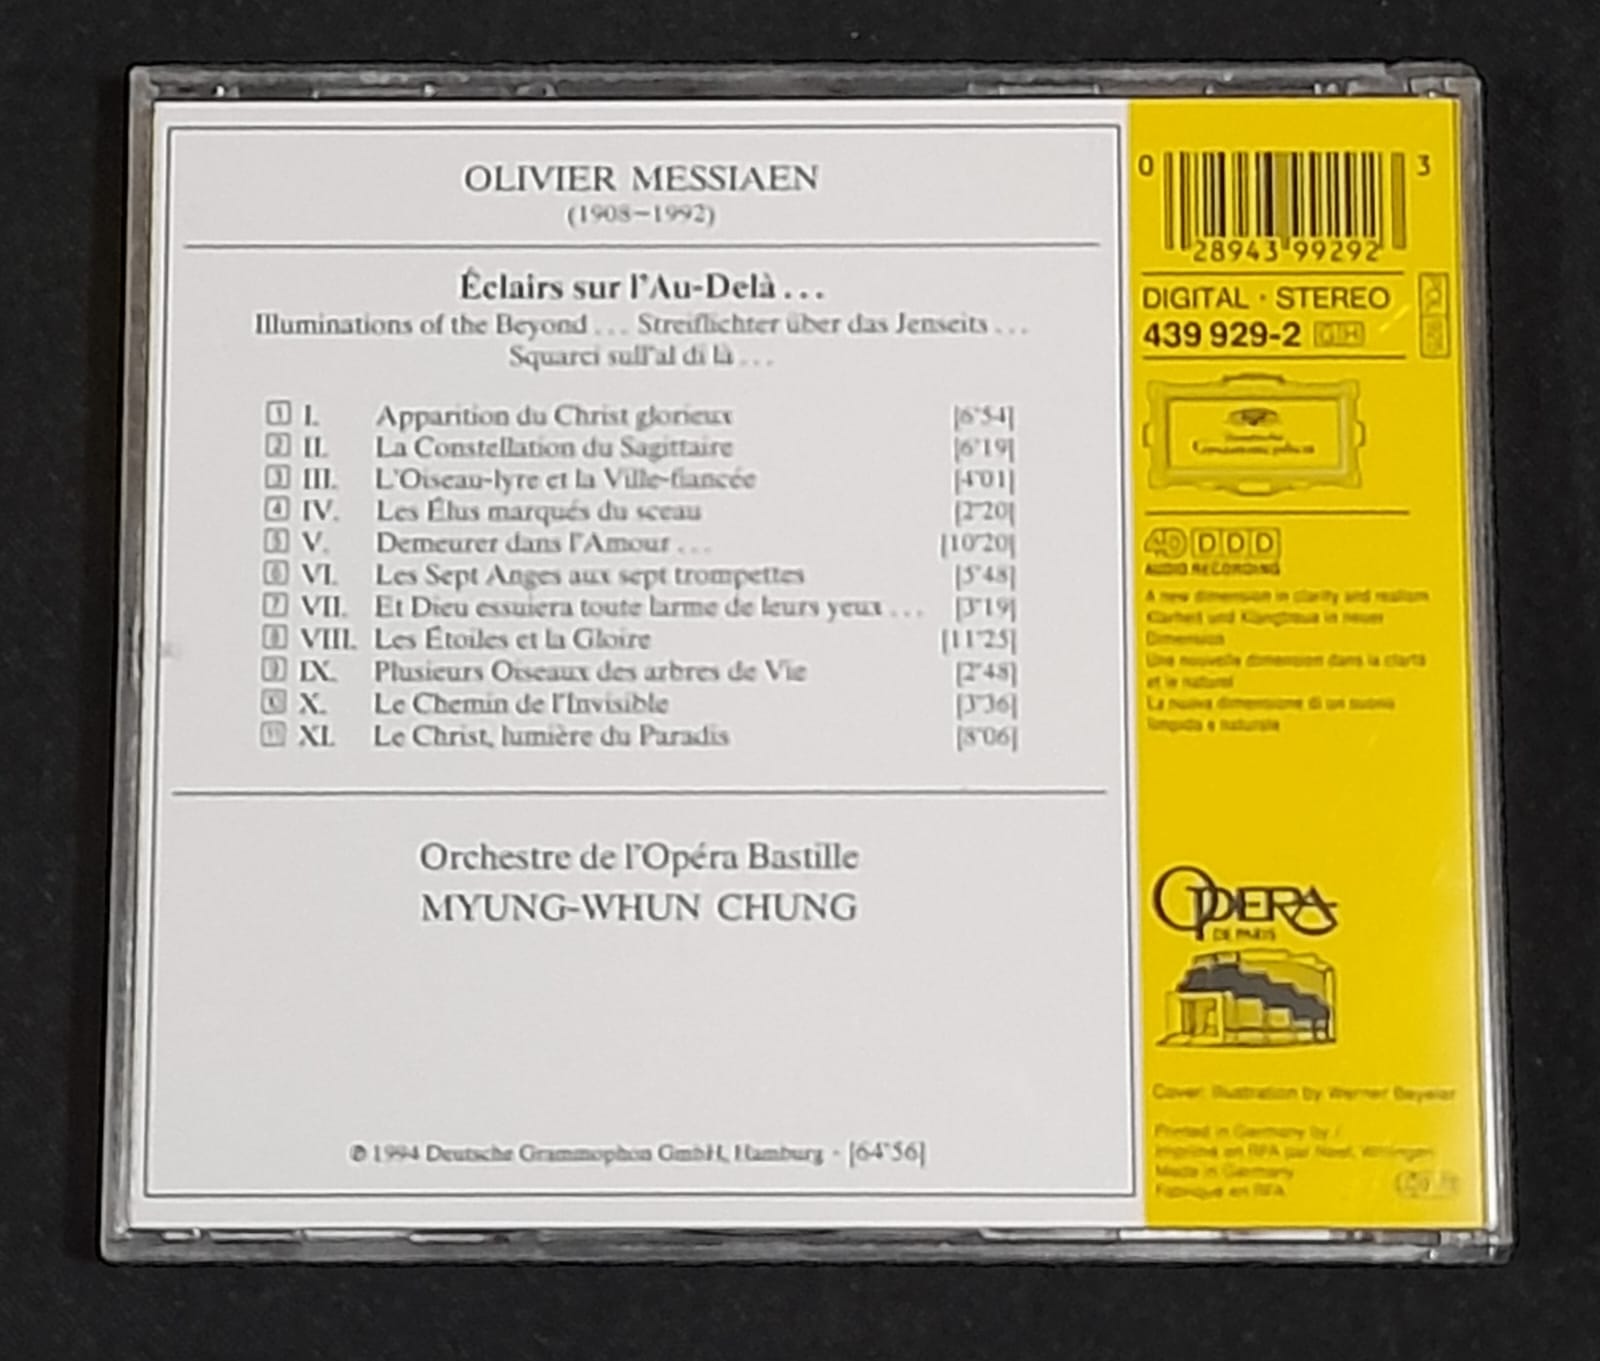 OLIVIER MESSIAEN
(1908–1992)
Éclairs sur l'Au-Delà...
Illuminations of the Beyond... Streiflichter über das Jenseits...
Squarci sull'al di là...
1 I. Apparition du Christ glorieux [6'54]
2 II. La Constellation du Sagittaire [6'19]
3 III. L'Oiseau-lyre et la Ville-fiancée [4'01]
4 IV. Les Élus marqués du sceau [2'20]
5 V. Demeurer dans l'Amour... [10'20]
6 VI. Les Sept Anges aux sept trompettes [5'48]
7 VII. Et Dieu essuiera toute larme de leurs yeux... [3'19]
8 VIII. Les Étoiles et la Gloire [11'25]
9 IX. Plusieurs Oiseaux des arbres de Vie [2'48]
X. Le Chemin de l'Invisible [3'36]
11 XI. Le Christ, lumière du Paradis [8'06]
Orchestre de l'Opéra Bastille
MYUNG-WHUN CHUNG
℗ 1994 Deutsche Grammophon GmbH, Hamburg · [64'56]
0 28943 99292 3
DIGITAL · STEREO
439 929-2 GH
Deutsche
Grammophon
4D DDD
AUDIO RECORDING
A new dimension in clarity and realism
Klarheit und Klangtreue in neuer
Dimension
Une nouvelle dimension dans la clarté
et le naturel
La nuova dimensione di un suono
limpido e naturale
OPERA
DE PARIS
Cover: Illustration by Werner
Printed in Germany by /
Imprimé en RFA par
Made in Germany
Fabriqué en RFA